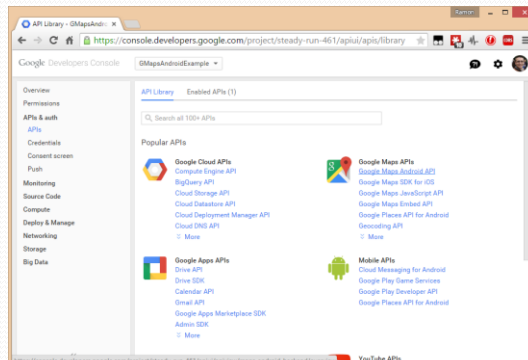 API Library - GMapsAndro
Ramon
https://console.developers.google.com/project/steady-run-461/apiui/apis/library
Google Developers Console
GMapsAndroidExample
Overview
Permissions
APIs & auth
APIs
Credentials
Consent screen
Push
Monitoring
Source Code
Compute
Deploy & Manage
Networking
Storage
Big Data
API Library
Enabled APIs (1)
Search all 100+ APIs
Popular APIs
Google Cloud APIs
Compute Engine API
BigQuery API
Cloud Storage API
Cloud Datastore API
Cloud Deployment Manager API
Cloud DNS API
More
Google Maps APIs
Google Maps Android API
Google Maps SDK for iOS
Google Maps JavaScript API
Google Maps Embed API
Google Places API for Android
Geocoding API
More
Google Apps APIs
Drive API
Drive SDK
Calendar API
Gmail API
Google Apps Marketplace SDK
Admin SDK
More
Mobile APIs
Cloud Messaging for Android
Google Play Game Services
Google Play Developer API
Google Places API for Android
YouTube APIs